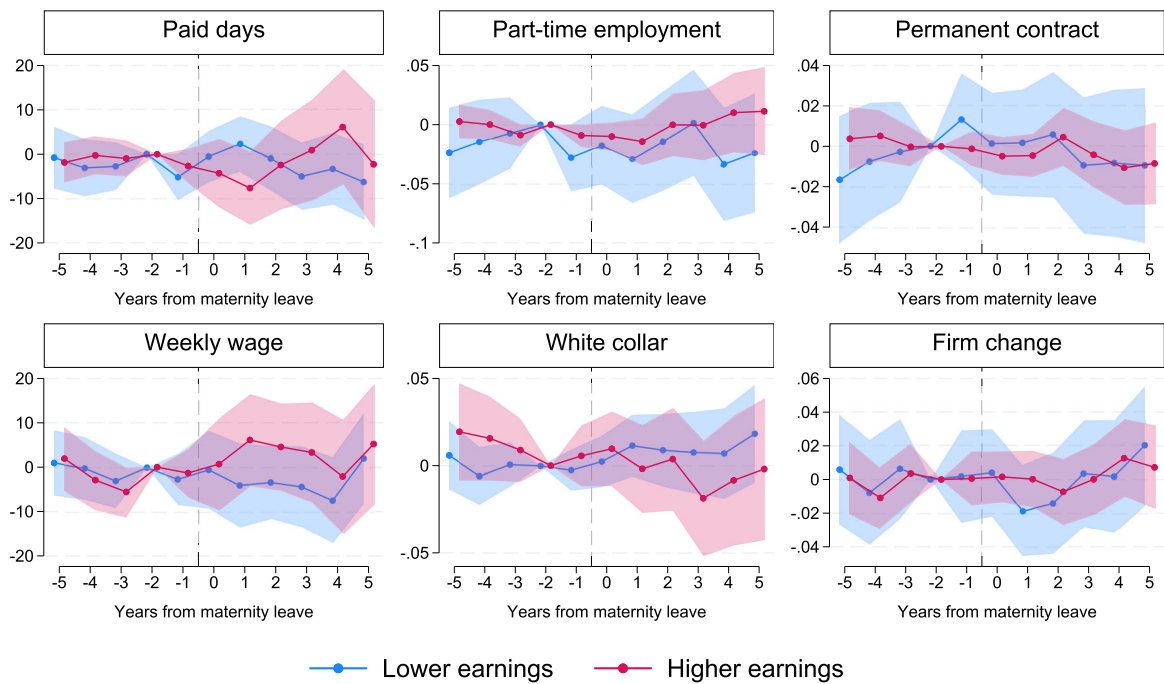 Paid days
20
10
0
-10
-20
-5 -4 -3 -2 -1 0 1 2 3 4 5
Years from maternity leave
Part-time employment
.05
0
-.05
-.1
-5 -4 -3 -2 -1 0 1 2 3 4 5
Years from maternity leave
Permanent contract
.04
.02
0
-.02
-.04
-5 -4 -3 -2 -1 0 1 2 3 4 5
Years from maternity leave
Weekly wage
20
10
0
-10
-20
-5 -4 -3 -2 -1 0 1 2 3 4 5
Years from maternity leave
White collar
.05
0
-.05
-5 -4 -3 -2 -1 0 1 2 3 4 5
Years from maternity leave
Firm change
.06
.04
.02
0
-.02
-.04
-5 -4 -3 -2 -1 0 1 2 3 4 5
Years from maternity leave
Lower earnings Higher earnings